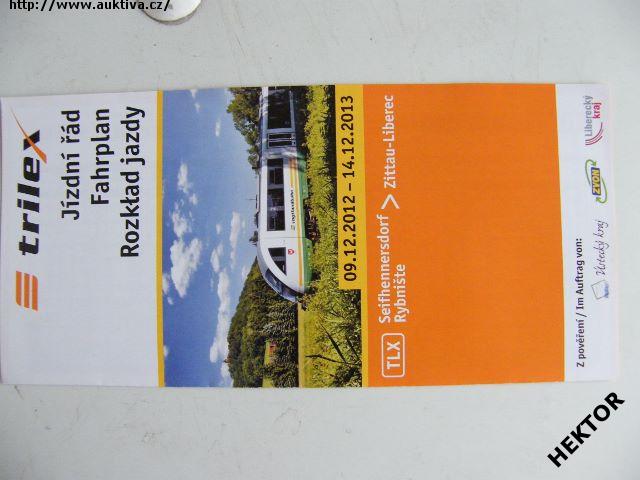 http://www.auktiva.cz/
trilex
Jízdní řád
Fahrplan
Rozkład jazdy
09.12.2012 – 14.12.2013
TLX
Seifhennersdorf
Rybniště
> Zittau-Liberec
Z pověření / Im Auftrag von:
Ústecký kraj
ZVON
Liberecký
kraj
HEKTOR